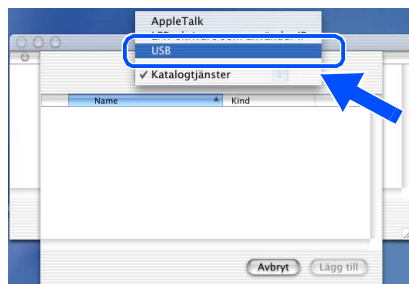 AppleTalk
USB
✓ Katalogtjänster
Name Kind
Avbryt Lägg till